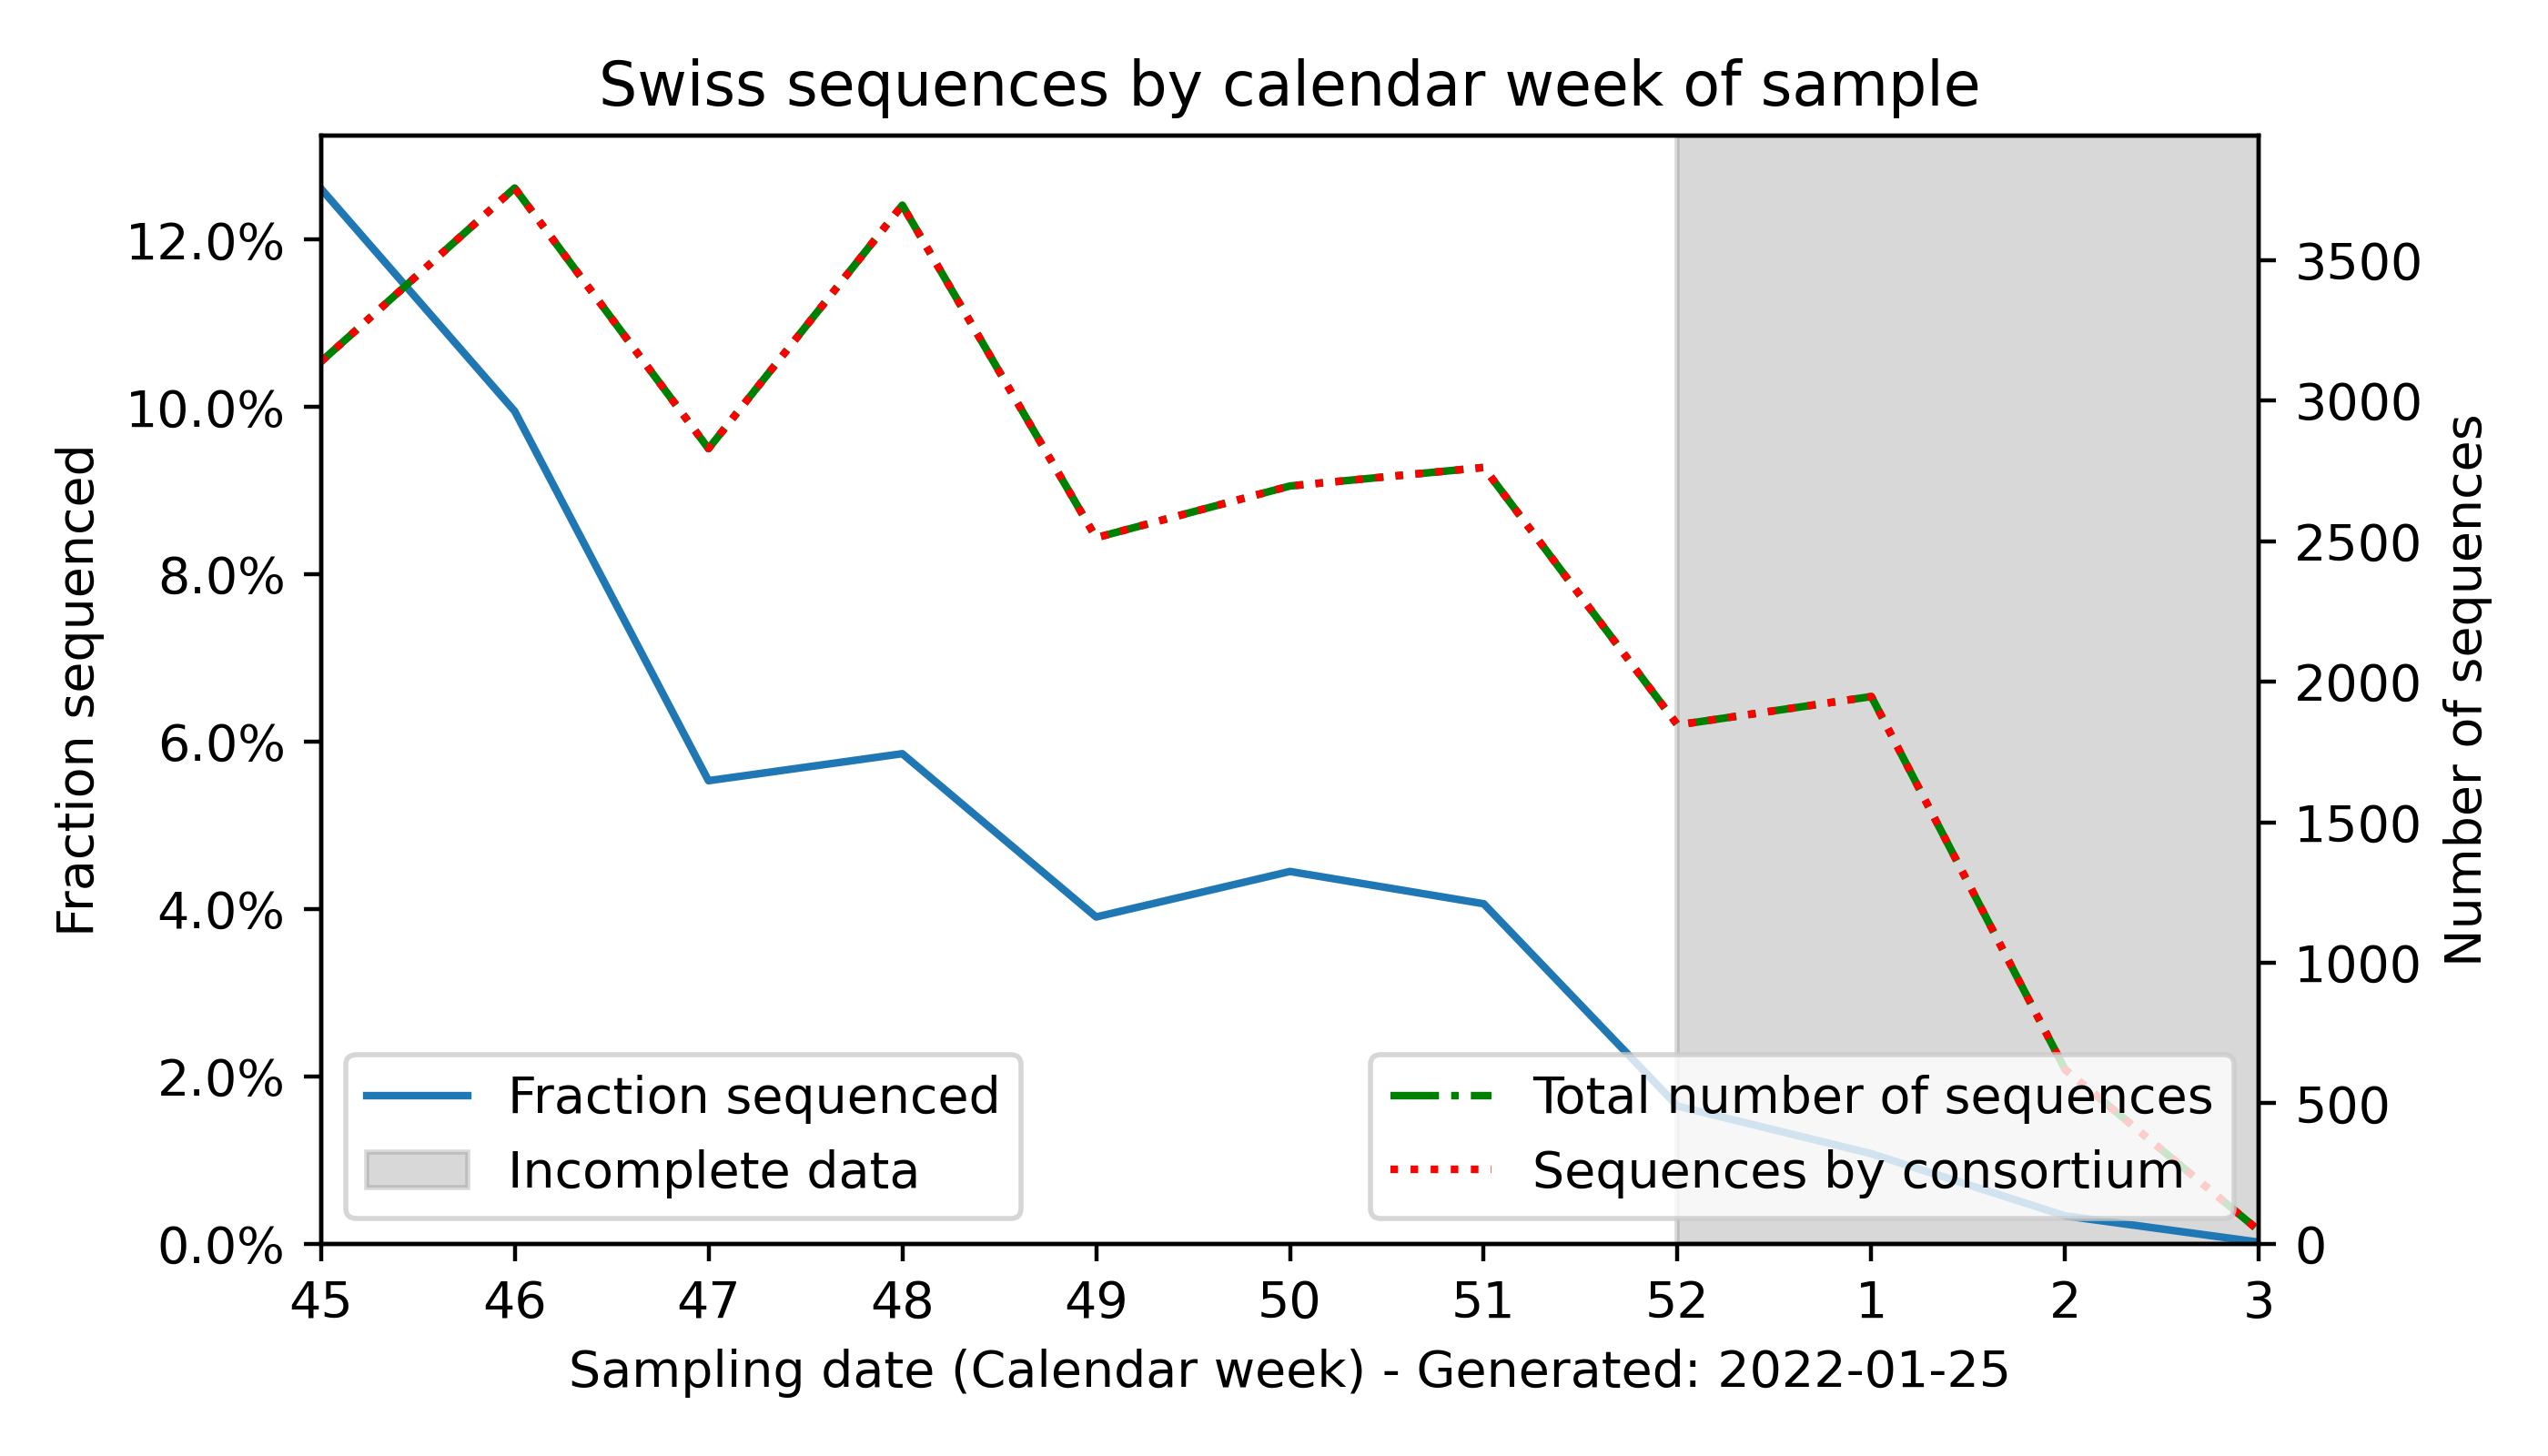 Swiss sequences by calendar week of sample
Fraction sequenced
12.0%
10.0%
8.0%
6.0%
4.0%
2.0%
0.0%
3500
3000
2500
2000
1500
1000
500
0
Number of sequences
Fraction sequenced
Incomplete data
Total number of sequences
Sequences by consortium
45 46 47 48 49 50 51 52 1 2 3
Sampling date (Calendar week) - Generated: 2022-01-25